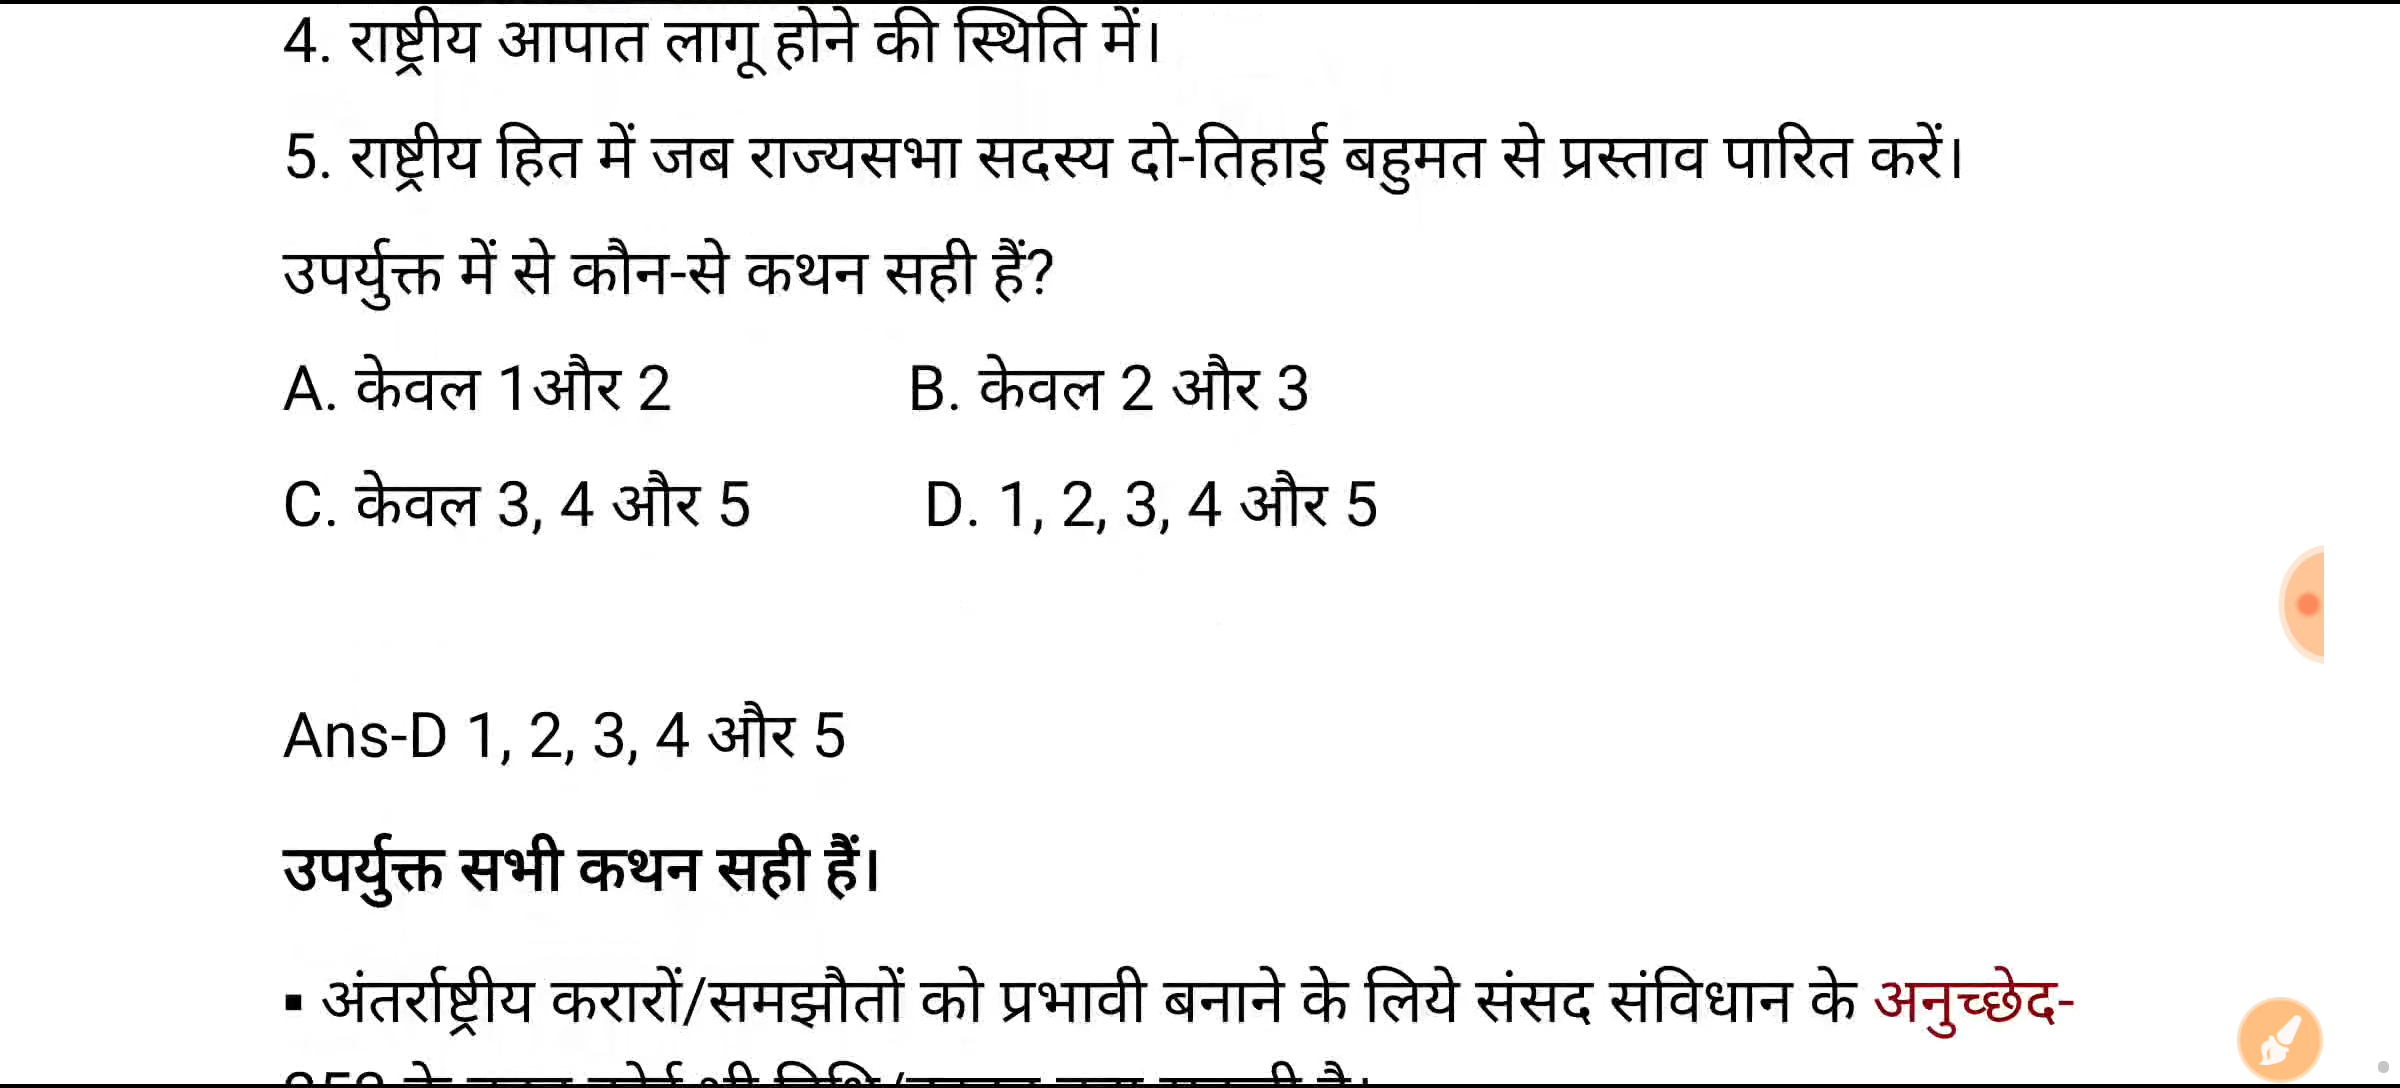 4. राष्ट्रीय आपात लागू होने की स्थिति में।
5. राष्ट्रीय हित में जब राज्यसभा सदस्य दो-तिहाई बहुमत से प्रस्ताव पारित करें।
उपर्युक्त में से कौन-से कथन सही हैं?
A. केवल 1और 2 B. केवल 2 और 3
C. केवल 3, 4 और 5 D. 1, 2, 3, 4 और 5
Ans-D 1, 2, 3, 4 और 5
उपर्युक्त सभी कथन सही हैं।
▪ अंतर्राष्ट्रीय करारों/समझौतों को प्रभावी बनाने के लिये संसद संविधान के अनुच्छेद-